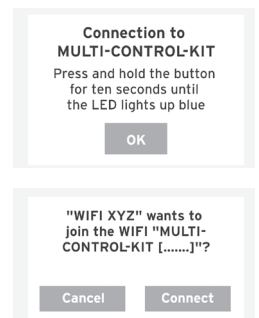 Connection to
MULTI-CONTROL-KIT
Press and hold the button
for ten seconds until
the LED lights up blue
OK
"WIFI XYZ" wants to
join the WIFI "MULTI-
CONTROL-KIT [.......]"?
Cancel
Connect